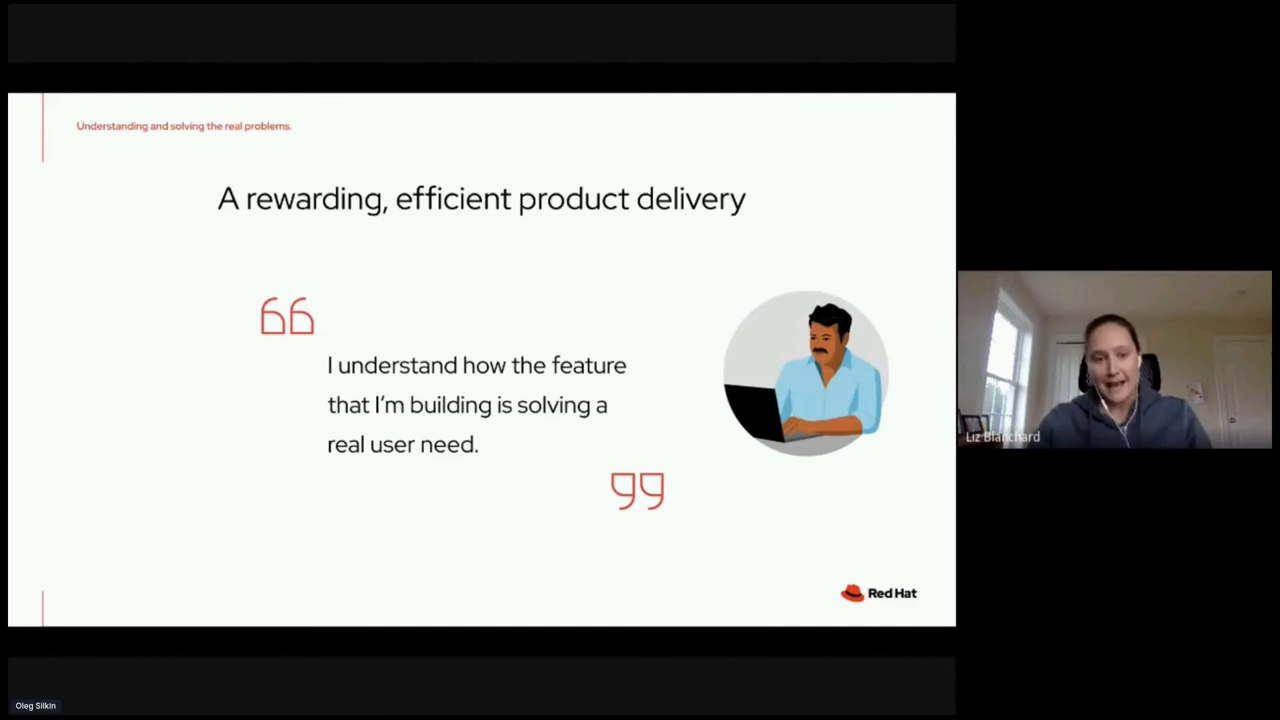 Understanding and solving the real problems.
A rewarding, efficient product delivery
I understand how the feature
that I'm building is solving a
real user need.
Red Hat
Liz Blanchard
Oleg Silkin